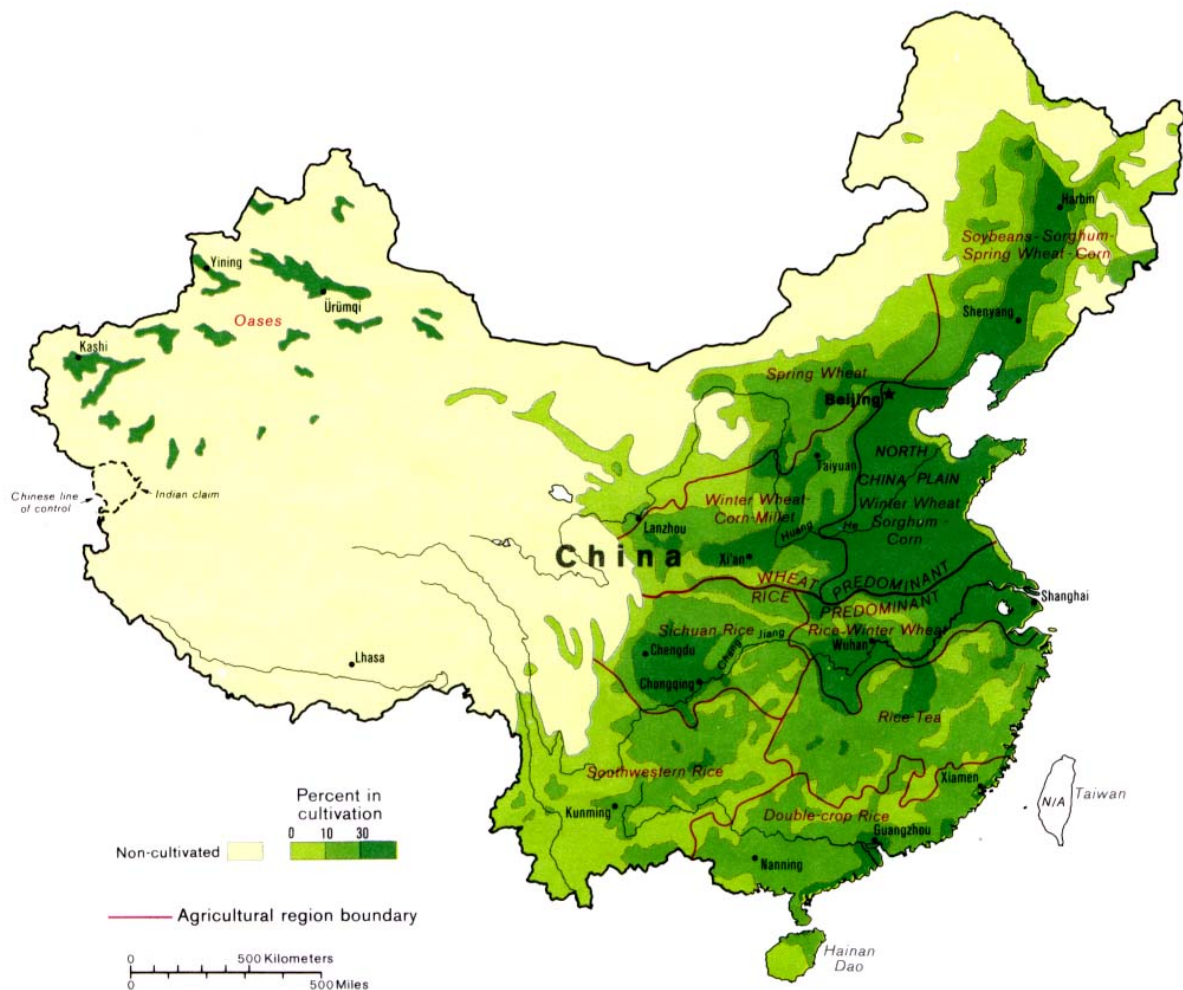 Harbin
Soybeans-Sorghum-
Spring Wheat-Corn
Yining
Ürümqi
Oases
Shenyang
Kashi
Spring Wheat
Beijing
NORTH
CHINA PLAIN
Taiyuan
Chinese line
of control
Indian claim
Winter Wheat-
Corn-Millet
Winter Wheat
Sorghum-
Corn
Lanzhou
Huang
He
China
Xi'an
WHEAT PREDOMINANT
RICE PREDOMINANT
Shanghai
Sichuan Rice
Rice-Winter Wheat
Chang Jiang
Wuhan
Lhasa
Chengdu
Chongqing
Rice-Tea
Southwestern Rice
Xiamen
Taiwan
N/A
Percent in
cultivation
0 10 30
Kunming
Double-crop Rice
Guangzhou
Non-cultivated
Nanning
Agricultural region boundary
Hainan
Dao
0 500 Kilometers
0 500 Miles